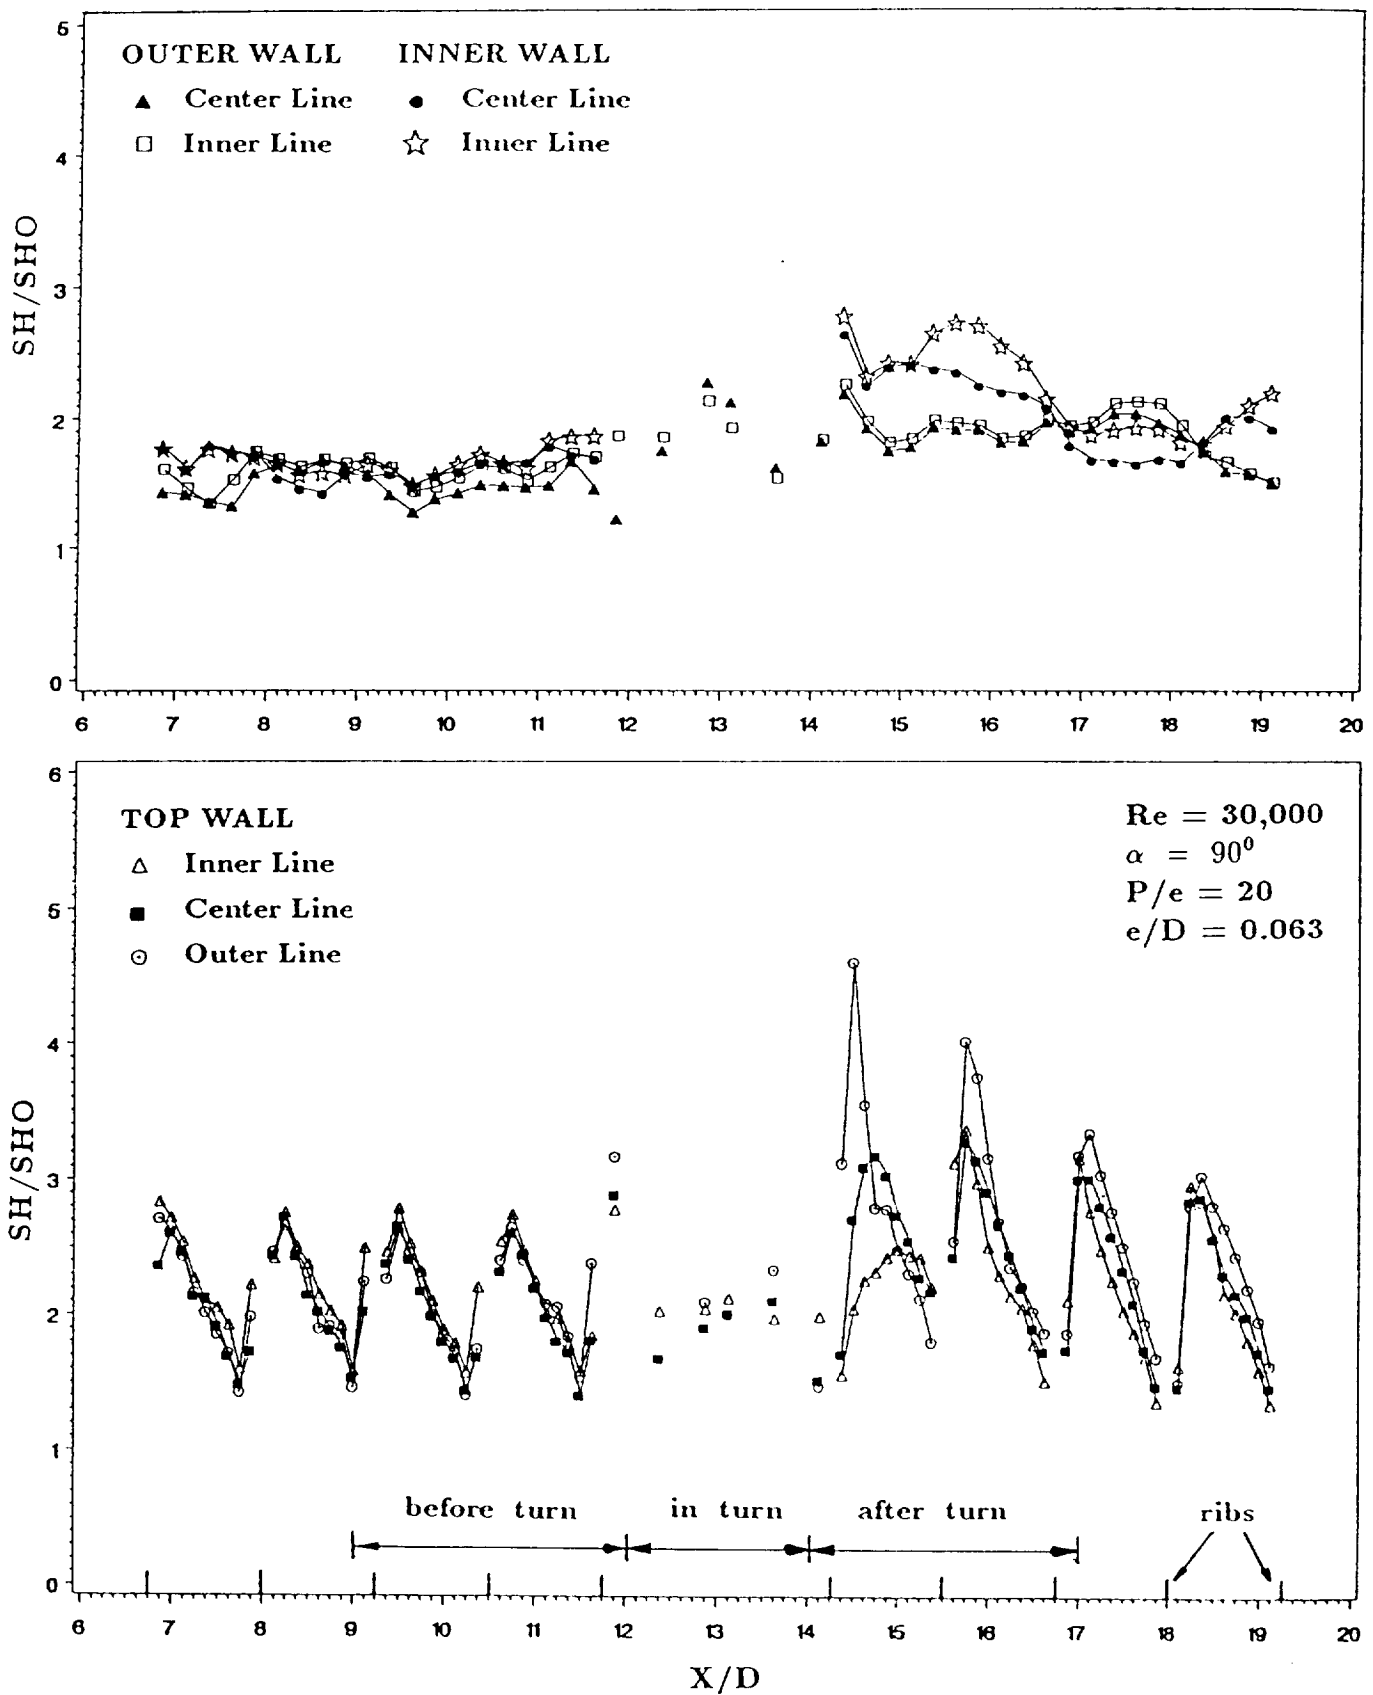 OUTER WALL INNER WALL
Center Line Center Line
Inner Line Inner Line
SH/SHO
5
4
3
2
1
0
6 7 8 9 10 11 12 13 14 15 16 17 18 19 20
TOP WALL
Inner Line
Center Line
Outer Line
Re = 30,000
α = 90⁰
P/e = 20
e/D = 0.063
SH/SHO
6
5
4
3
2
1
0
before turn in turn after turn ribs
6 7 8 9 10 11 12 13 14 15 16 17 18 19 20
X/D